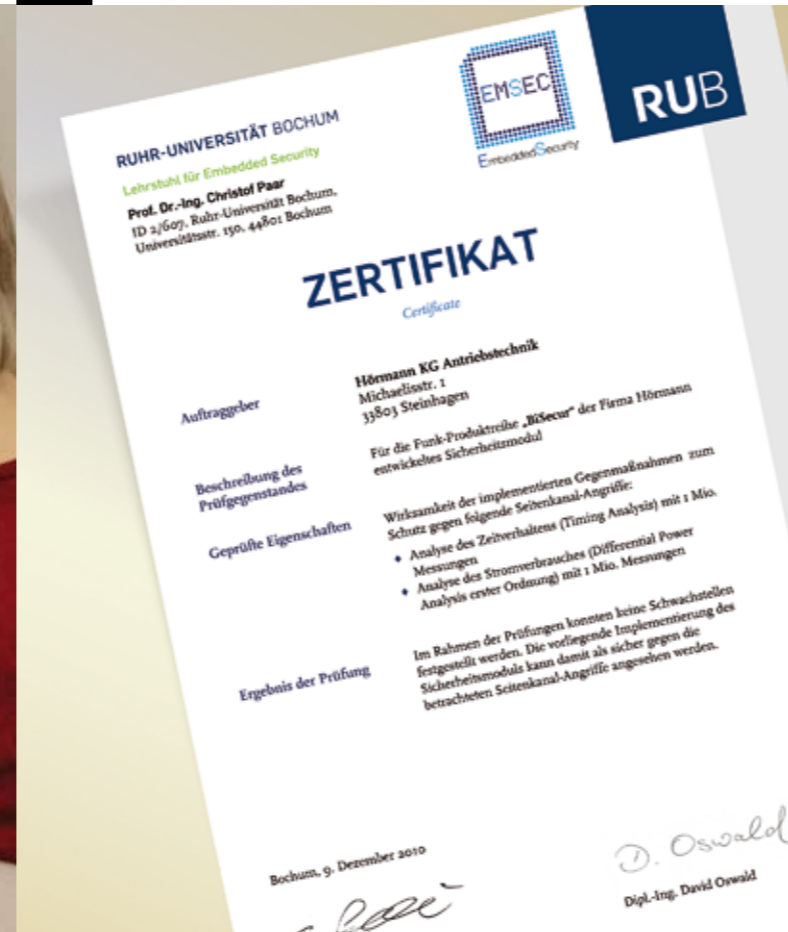 RUHR-UNIVERSITÄT BOCHUM
Lehrstuhl für Embedded Security
Prof. Dr.-Ing. Christof Paar
ID 2/607, Ruhr-Universität Bochum,
Universitätsstr. 150, 44801 Bochum
EMSEC
EmbeddedSecurity
RUB
ZERTIFIKAT
Certificate
Auftraggeber
Hörmann KG Antriebstechnik
Michaelisstr. 1
33803 Steinhagen
Beschreibung des
Prüfgegenstandes
Für die Funk-Produktreihe „BiSecur“ der Firma Hörmann
entwickeltes Sicherheitsmodul
Geprüfte Eigenschaften
Wirksamkeit der implementierten Gegenmaßnahmen zum
Schutz gegen folgende Seitenkanal-Angriffe:
♦ Analyse des Zeitverhaltens (Timing Analysis) mit 1 Mio.
Messungen
♦ Analyse des Stromverbrauches (Differential Power
Analysis erster Ordnung) mit 1 Mio. Messungen
Ergebnis der Prüfung
Im Rahmen der Prüfungen konnten keine Schwachstellen
festgestellt werden. Die vorliegende Implementierung des
Sicherheitsmoduls kann damit als sicher gegen die
betrachteten Seitenkanal-Angriffe angesehen werden.
Bochum, 9. Dezember 2010
D. Oswald
Dipl.-Ing. David Oswald